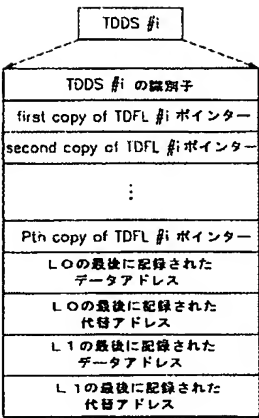 TDDS #i
TDDS #i の識別子
first copy of TDFL #i ポインター
second copy of TDFL #i ポインター
⋮
Pth copy of TDFL #i ポインター
L0の最後に記録された
データアドレス
L0の最後に記録された
代替アドレス
L1の最後に記録された
データアドレス
L1の最後に記録された
代替アドレス